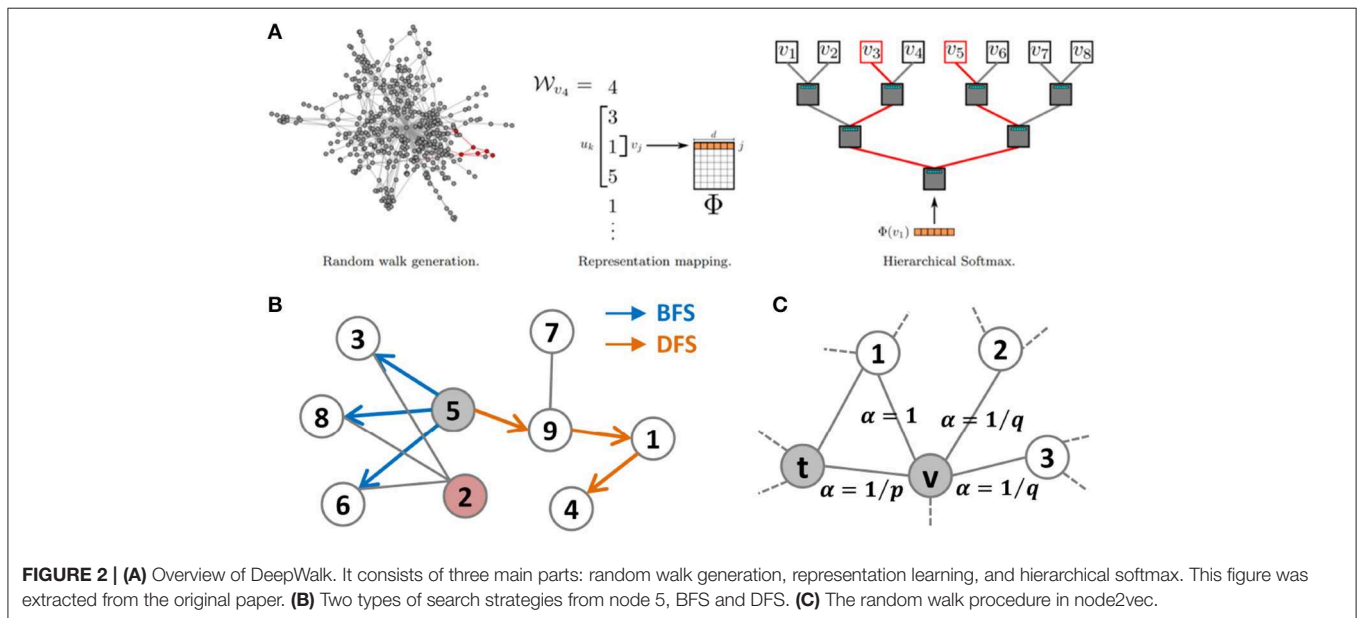 A
𝒲v4 = 4
3
uk [ 1 ] vj
5
1
⋮
d
j
Φ
v1 v2 v3 v4 v5 v6 v7 v8
Φ(v1)
Random walk generation.
Representation mapping.
Hierarchical Softmax.
B
BFS
DFS
3
7
8
5
9
1
6
2
4
C
1
2
α = 1
α = 1/q
t
v
3
α = 1/p
α = 1/q
FIGURE 2 | (A) Overview of DeepWalk. It consists of three main parts: random walk generation, representation learning, and hierarchical softmax. This figure was
extracted from the original paper. (B) Two types of search strategies from node 5, BFS and DFS. (C) The random walk procedure in node2vec.